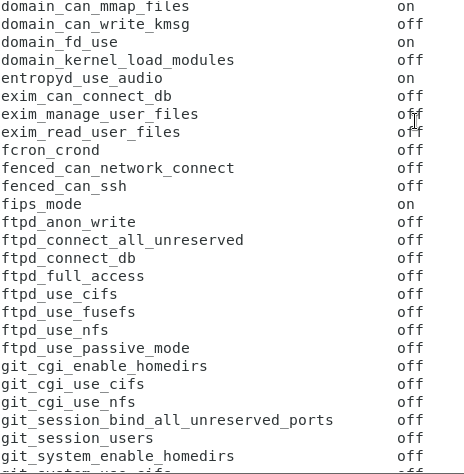 domain_can_mmap_files on
domain_can_write_kmsg off
domain_fd_use on
domain_kernel_load_modules off
entropyd_use_audio on
exim_can_connect_db off
exim_manage_user_files off
exim_read_user_files off
fcron_crond off
fenced_can_network_connect off
fenced_can_ssh off
fips_mode on
ftpd_anon_write off
ftpd_connect_all_unreserved off
ftpd_connect_db off
ftpd_full_access off
ftpd_use_cifs off
ftpd_use_fusefs off
ftpd_use_nfs off
ftpd_use_passive_mode off
git_cgi_enable_homedirs off
git_cgi_use_cifs off
git_cgi_use_nfs off
git_session_bind_all_unreserved_ports off
git_session_users off
git_system_enable_homedirs off